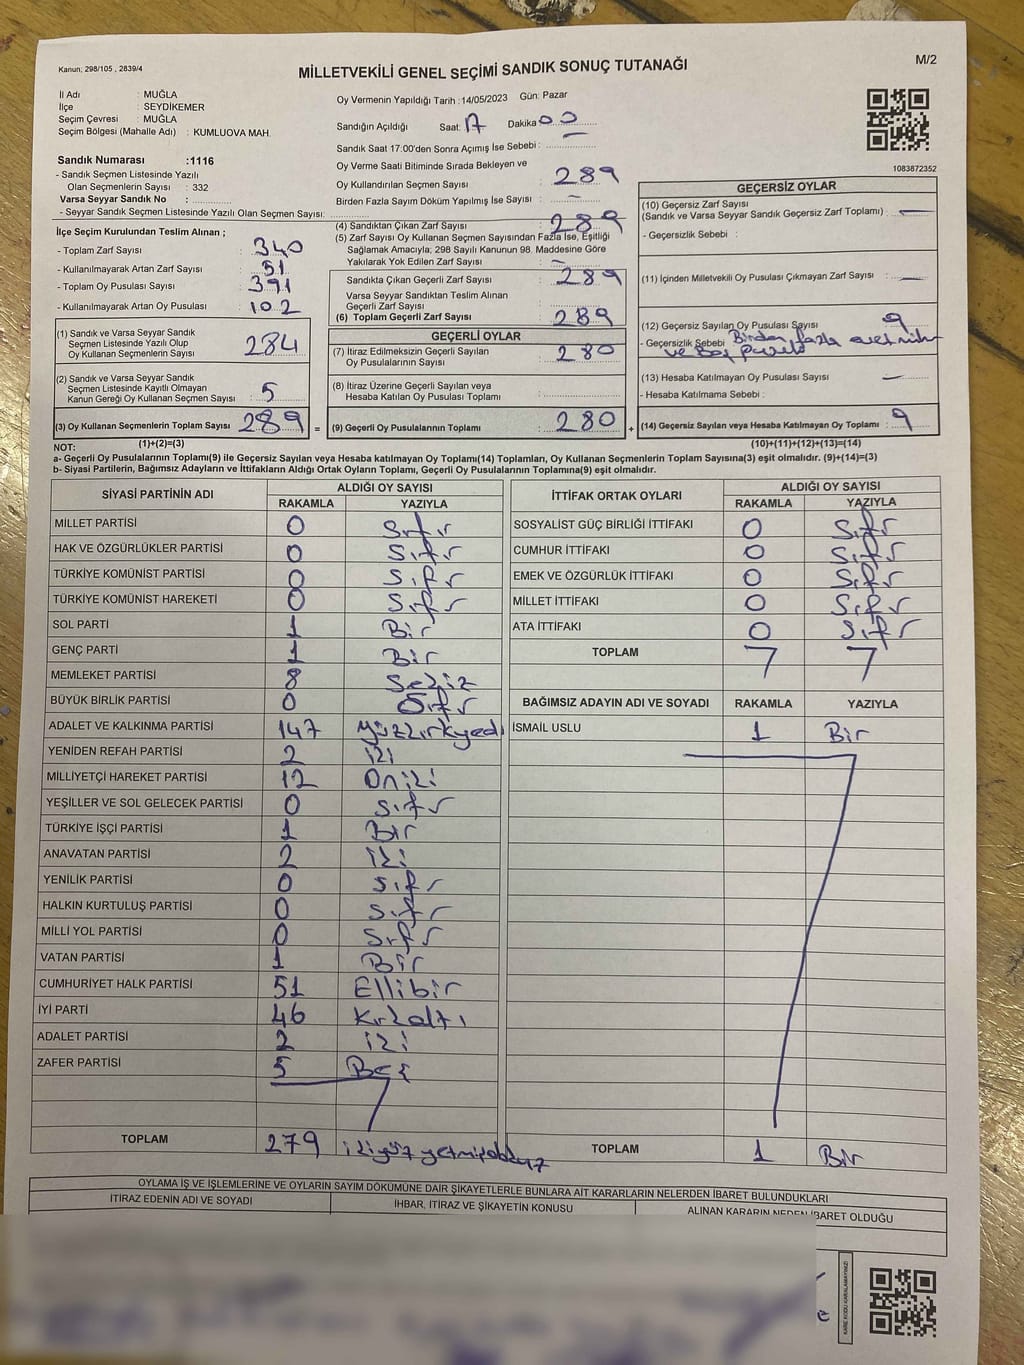 Kanun; 298/105 , 2839/4
MİLLETVEKİLİ GENEL SEÇİMİ SANDIK SONUÇ TUTANAĞI
M/2
İl Adı : MUĞLA
İlçe : SEYDİKEMER
Seçim Çevresi : MUĞLA
Seçim Bölgesi (Mahalle Adı) : KUMLUOVA MAH.
Sandık Numarası :1116
- Sandık Seçmen Listesinde Yazılı
Olan Seçmenlerin Sayısı : 332
Varsa Seyyar Sandık No :
- Seyyar Sandık Seçmen Listesinde Yazılı Olan Seçmen Sayısı:
Oy Vermenin Yapıldığı Tarih :14/05/2023 Gün: Pazar
Sandığın Açıldığı Saat: 17 Dakika 00
Sandık Saat 17:00'den Sonra Açımış İse Sebebi :
Oy Verme Saati Bitiminde Sırada Bekleyen ve
Oy Kullandırılan Seçmen Sayısı : 289
Birden Fazla Sayım Döküm Yapılmış İse Sayısı : -
1083872352
İlçe Seçim Kurulundan Teslim Alınan ;
- Toplam Zarf Sayısı : 340
- Kullanılmayarak Artan Zarf Sayısı : 51
- Toplam Oy Pusulası Sayısı : 391
- Kullanılmayarak Artan Oy Pusulası : 102
(1) Sandık ve Varsa Seyyar Sandık
Seçmen Listesinde Yazılı Olup
Oy Kullanan Seçmenlerin Sayısı : 284
(2) Sandık ve Varsa Seyyar Sandık
Seçmen Listesinde Kayıtlı Olmayan
Kanun Gereği Oy Kullanan Seçmen Sayısı : 5
(3) Oy Kullanan Seçmenlerin Toplam Sayısı : 289 =
(4) Sandıktan Çıkan Zarf Sayısı : 289
(5) Zarf Sayısı Oy Kullanan Seçmen Sayısından Fazla İse, Eşitliği
Sağlamak Amacıyla; 298 Sayılı Kanunun 98. Maddesine Göre
Yakılarak Yok Edilen Zarf Sayısı : -
Sandıkta Çıkan Geçerli Zarf Sayısı : 289
Varsa Seyyar Sandıktan Teslim Alınan
Geçerli Zarf Sayısı :
(6) Toplam Geçerli Zarf Sayısı : 289
GEÇERLİ OYLAR
(7) İtiraz Edilmeksizin Geçerli Sayılan
Oy Pusulalarının Sayısı : 280
(8) İtiraz Üzerine Geçerli Sayılan veya
Hesaba Katılan Oy Pusulası Toplamı :
(9) Geçerli Oy Pusulalarının Toplamı : 280 +
GEÇERSİZ OYLAR
(10) Geçersiz Zarf Sayısı
(Sandık ve Varsa Seyyar Sandık Geçersiz Zarf Toplamı) : -
- Geçersizlik Sebebi :
(11) İçinden Milletvekili Oy Pusulası Çıkmayan Zarf Sayısı : -
(12) Geçersiz Sayılan Oy Pusulası Sayısı : 9
- Geçersizlik Sebebi Birden fazla evet mühr
ve Boş pusula
(13) Hesaba Katılmayan Oy Pusulası Sayısı : -
- Hesaba Katılmama Sebebi :
(14) Geçersiz Sayılan veya Hesaba Katılmayan Oy Toplamı : 9
NOT: (1)+(2)=(3) (10)+(11)+(12)+(13)=(14)
a- Geçerli Oy Pusulalarının Toplamı(9) ile Geçersiz Sayılan veya Hesaba katılmayan Oy Toplamı(14) Toplamları, Oy Kullanan Seçmenlerin Toplam Sayısına(3) eşit olmalıdır. (9)+(14)=(3)
b- Siyasi Partilerin, Bağımsız Adayların ve İttifakların Aldığı Ortak Oyların Toplamı, Geçerli Oy Pusulalarının Toplamına(9) eşit olmalıdır.
SİYASİ PARTİNİN ADI ALDIĞI OY SAYISI
RAKAMLA YAZIYLA
MİLLET PARTİSİ 0 Sıfır
HAK VE ÖZGÜRLÜKLER PARTİSİ 0 Sıfır
TÜRKİYE KOMÜNİST PARTİSİ 0 Sıfır
TÜRKİYE KOMÜNİST HAREKETİ 0 Sıfır
SOL PARTİ 1 Bir
GENÇ PARTİ 1 Bir
MEMLEKET PARTİSİ 8 Sekiz
BÜYÜK BİRLİK PARTİSİ 0 Sıfır
ADALET VE KALKINMA PARTİSİ 147 yüzkırkyedi
YENİDEN REFAH PARTİSİ 2 iki
MİLLİYETÇİ HAREKET PARTİSİ 12 Oniki
YEŞİLLER VE SOL GELECEK PARTİSİ 0 Sıfır
TÜRKİYE İŞÇİ PARTİSİ 1 Bir
ANAVATAN PARTİSİ 2 iki
YENİLİK PARTİSİ 0 Sıfır
HALKIN KURTULUŞ PARTİSİ 0 Sıfır
MİLLİ YOL PARTİSİ 0 Sıfır
VATAN PARTİSİ 1 Bir
CUMHURİYET HALK PARTİSİ 51 Ellibir
İYİ PARTİ 46 Kırkaltı
ADALET PARTİSİ 2 iki
ZAFER PARTİSİ 5 Beş
TOPLAM 279 ikiyüz yetmişdokuz
İTTİFAK ORTAK OYLARI ALDIĞI OY SAYISI
RAKAMLA YAZIYLA
SOSYALİST GÜÇ BİRLİĞİ İTTİFAKI 0 Sıfır
CUMHUR İTTİFAKI 0 Sıfır
EMEK VE ÖZGÜRLÜK İTTİFAKI 0 Sıfır
MİLLET İTTİFAKI 0 Sıfır
ATA İTTİFAKI 0 Sıfır
TOPLAM
BAĞIMSIZ ADAYIN ADI VE SOYADI RAKAMLA YAZIYLA
İSMAİL USLU 1 Bir
TOPLAM 1 Bir
OYLAMA İŞ VE İŞLEMLERİNE VE OYLARIN SAYIM DÖKÜMÜNE DAİR ŞİKAYETLERLE BUNLARA AİT KARARLARIN NELERDEN İBARET BULUNDUKLARI
İTİRAZ EDENİN ADI VE SOYADI İHBAR, İTİRAZ VE ŞİKAYETİN KONUSU ALINAN KARARIN NEDEN İBARET OLDUĞU
KARE KODU KARALAMAYINIZ!